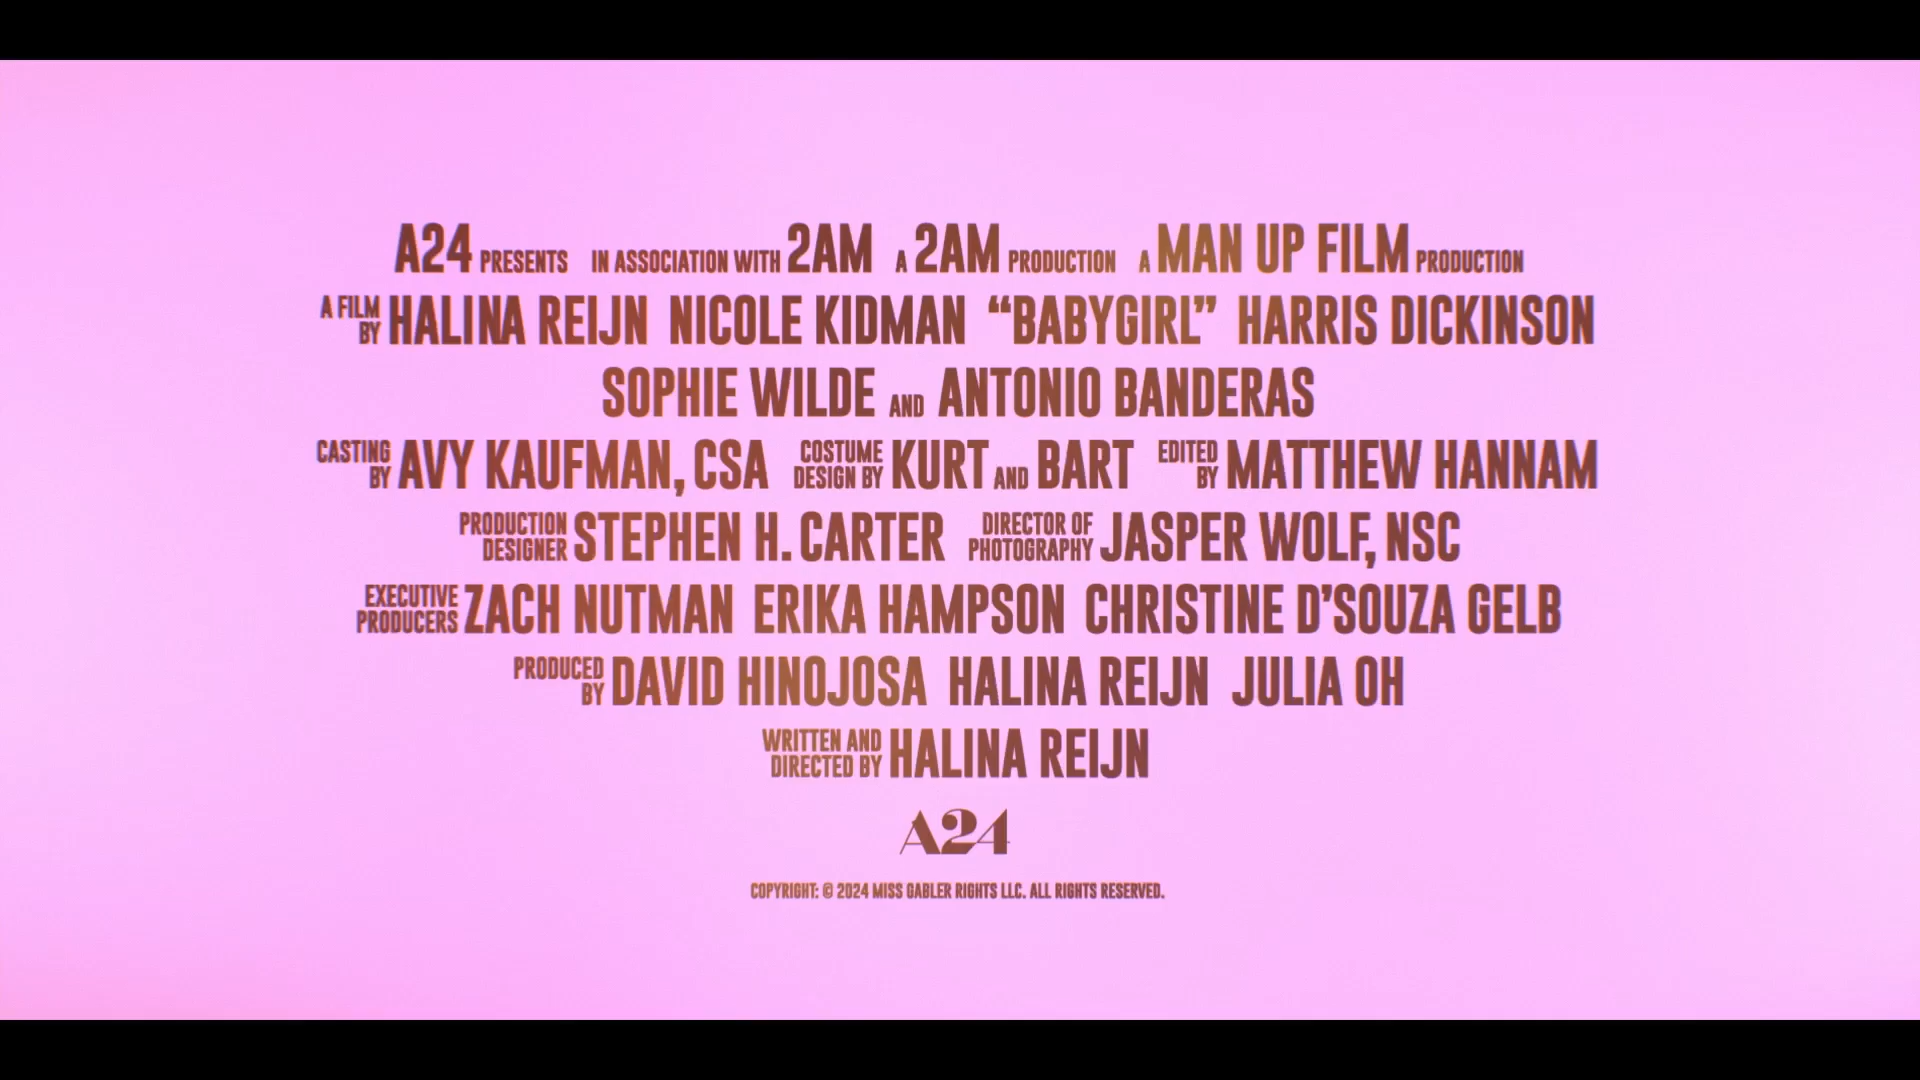 A24 PRESENTS IN ASSOCIATION WITH 2AM A 2AM PRODUCTION A MAN UP FILM PRODUCTION
A FILM BY HALINA REIJN NICOLE KIDMAN “BABYGIRL” HARRIS DICKINSON
SOPHIE WILDE AND ANTONIO BANDERAS
CASTING BY AVY KAUFMAN, CSA COSTUME DESIGN BY KURT AND BART EDITED BY MATTHEW HANNAM
PRODUCTION DESIGNER STEPHEN H. CARTER DIRECTOR OF PHOTOGRAPHY JASPER WOLF, NSC
EXECUTIVE PRODUCERS ZACH NUTMAN ERIKA HAMPSON CHRISTINE D’SOUZA GELB
PRODUCED BY DAVID HINOJOSA HALINA REIJN JULIA OH
WRITTEN AND DIRECTED BY HALINA REIJN
A24
COPYRIGHT: © 2024 MISS GABLER RIGHTS LLC. ALL RIGHTS RESERVED.